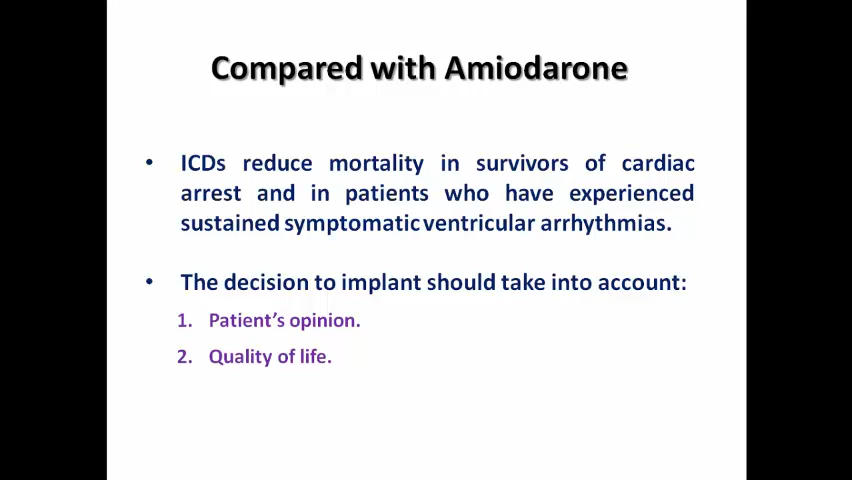 Compared with Amiodarone
• ICDs reduce mortality in survivors of cardiac
arrest and in patients who have experienced
sustained symptomatic ventricular arrhythmias.
• The decision to implant should take into account:
1. Patient’s opinion.
2. Quality of life.